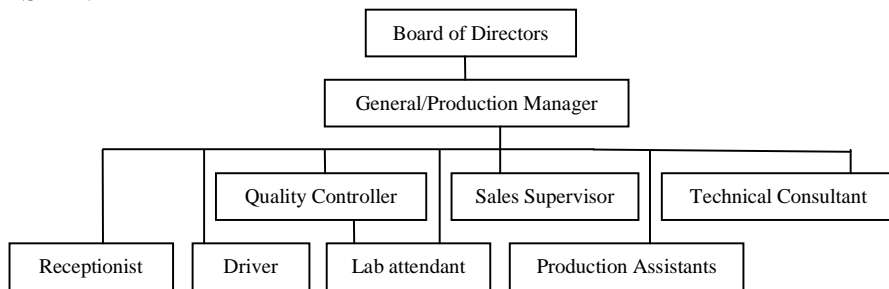 Board of Directors
General/Production Manager
Quality Controller
Sales Supervisor
Technical Consultant
Receptionist
Driver
Lab attendant
Production Assistants